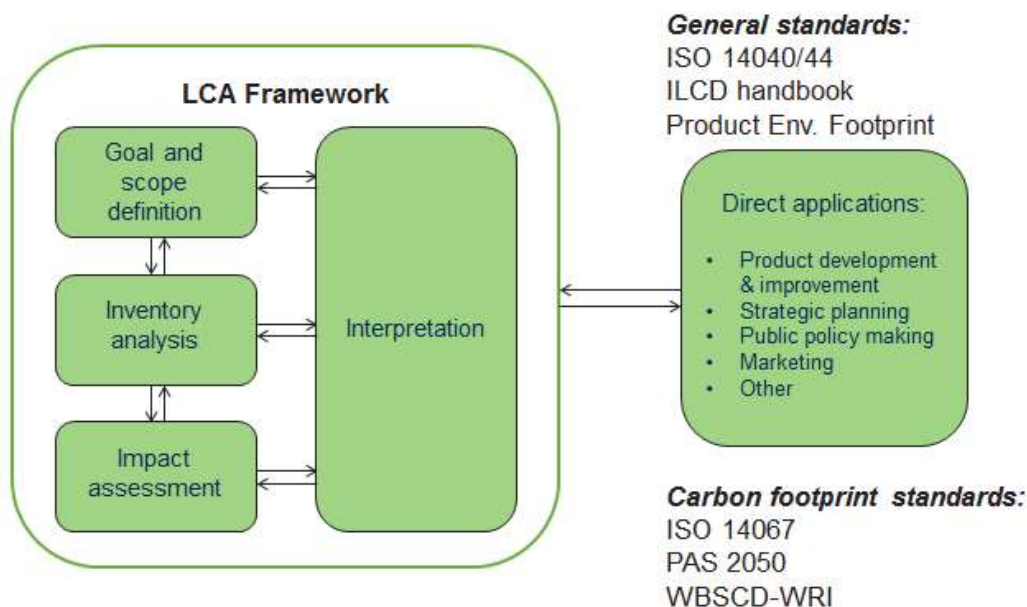 LCA Framework
Goal and
scope
definition
Inventory
analysis
Impact
assessment
Interpretation
General standards:
ISO 14040/44
ILCD handbook
Product Env. Footprint
Direct applications:
• Product development
& improvement
• Strategic planning
• Public policy making
• Marketing
• Other
Carbon footprint standards:
ISO 14067
PAS 2050
WBSCD-WRI